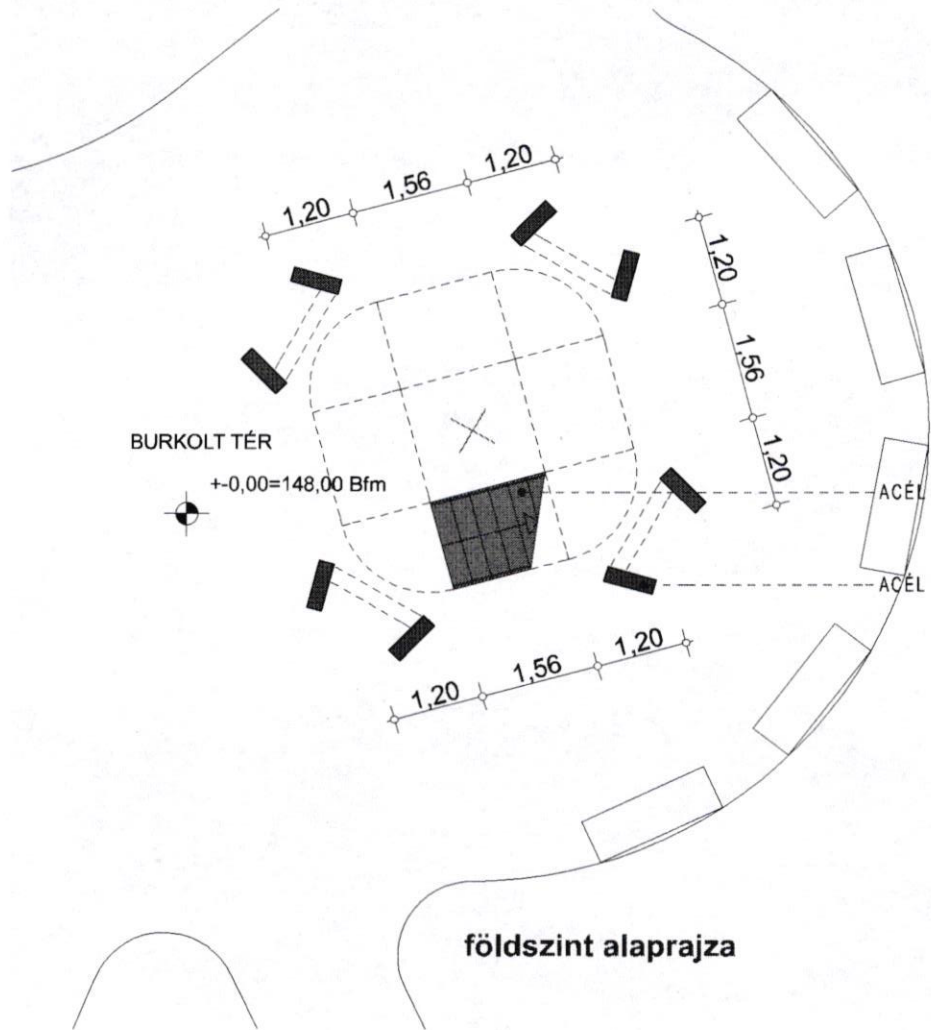 1,20
1,56
1,20
1,20
1,56
1,20
BURKOLT TÉR
+-0,00=148,00 Bfm
ACÉL
ACÉL
1,20
1,56
1,20
földszint alaprajza